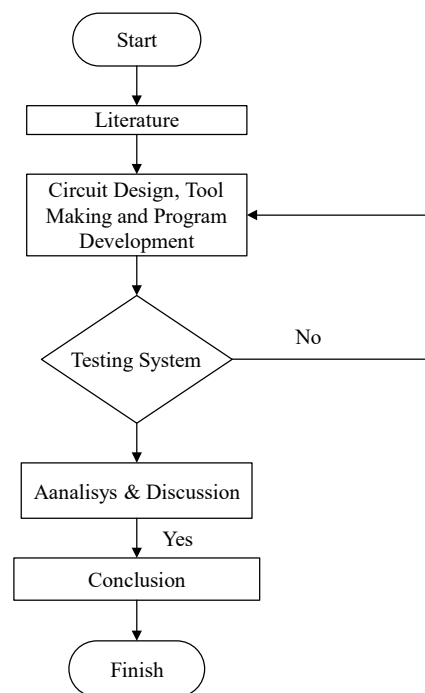 Start
Literature
Circuit Design, Tool
Making and Program
Development
Testing System
No
Aanalisys & Discussion
Yes
Conclusion
Finish